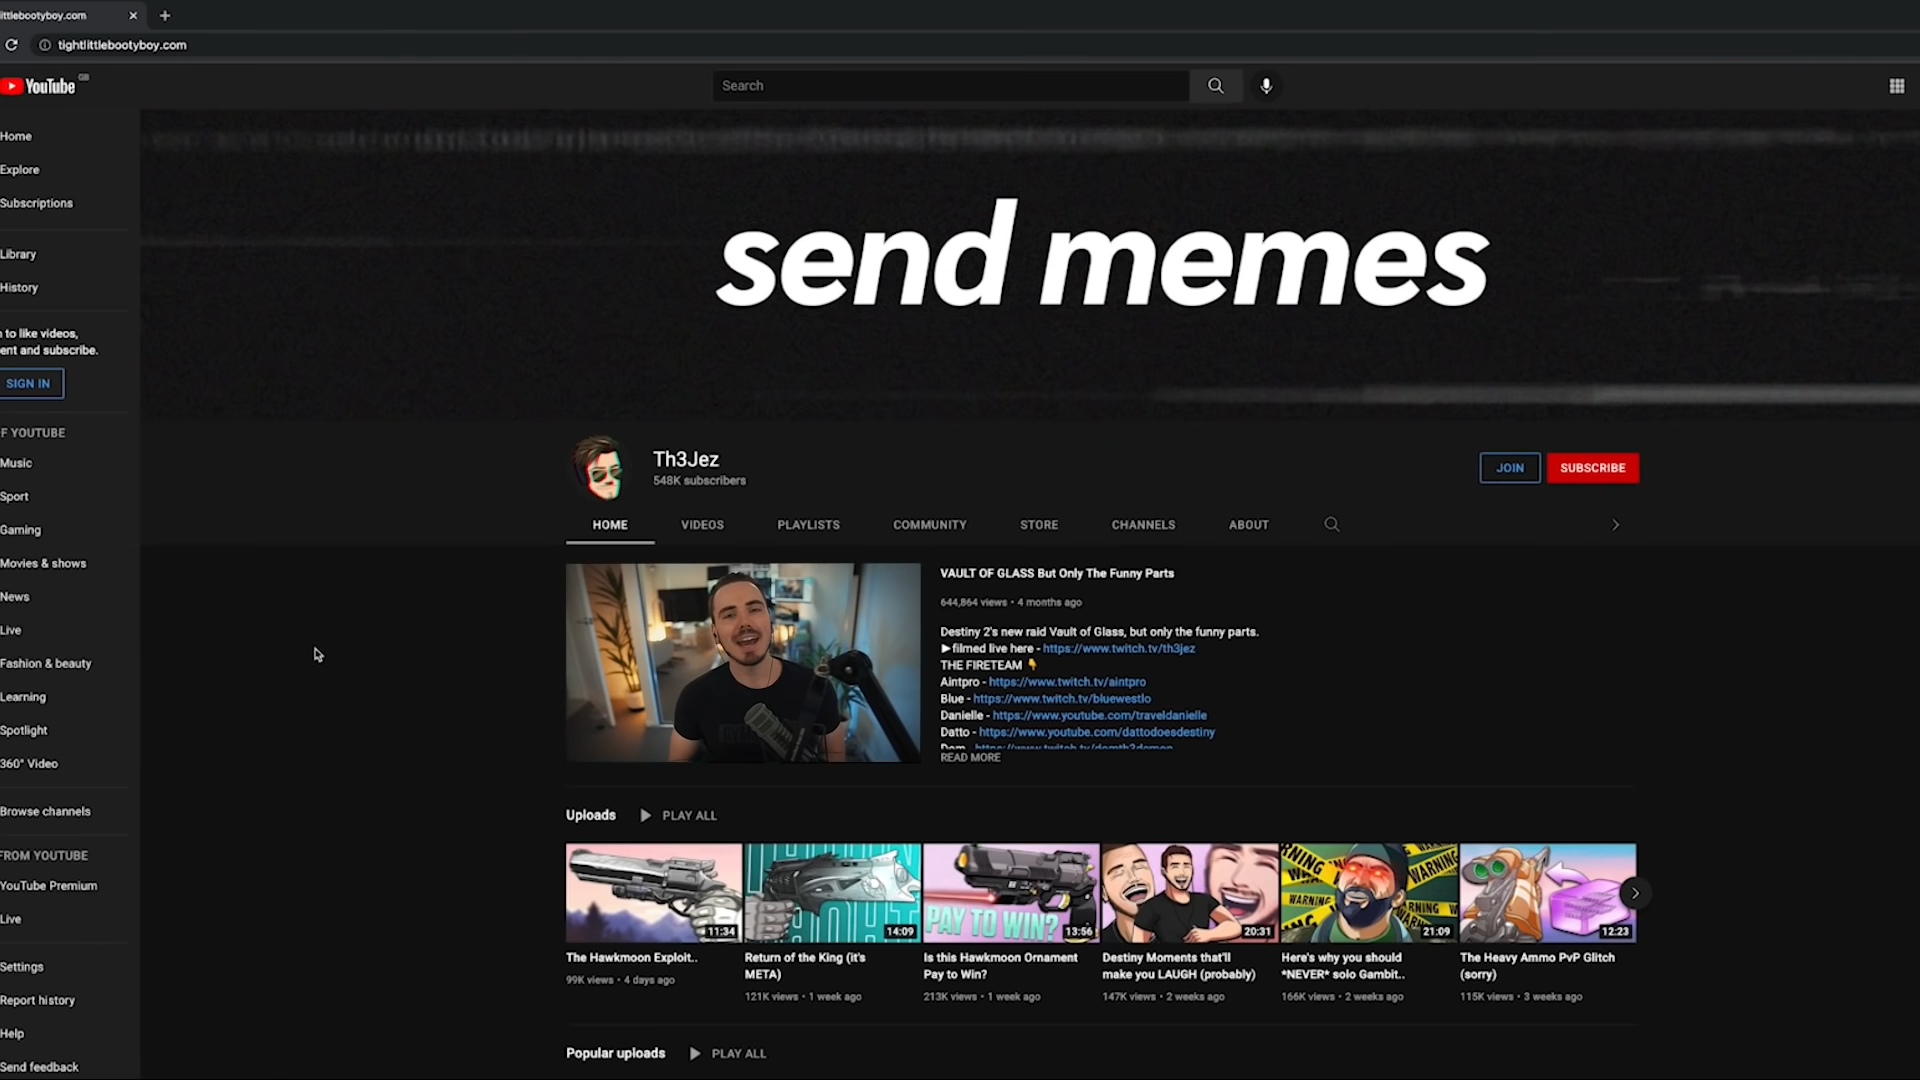 ittlebootyboy.com
tightlittlebootyboy.com
YouTube GB
Search
Home
Explore
Subscriptions
Library
History
to like videos,
ent and subscribe.
SIGN IN
F YOUTUBE
Music
Sport
Gaming
Movies & shows
News
Live
Fashion & beauty
Learning
Spotlight
360° Video
Browse channels
FROM YOUTUBE
YouTube Premium
Live
Settings
Report history
Help
Send feedback
send memes
Th3Jez
548K subscribers
JOIN
SUBSCRIBE
HOME VIDEOS PLAYLISTS COMMUNITY STORE CHANNELS ABOUT
VAULT OF GLASS But Only The Funny Parts
644,864 views • 4 months ago
Destiny 2's new raid Vault of Glass, but only the funny parts.
▶filmed live here - https://www.twitch.tv/th3jez
THE FIRETEAM 👇
Aintpro - https://www.twitch.tv/aintpro
Blue - https://www.twitch.tv/bluewestlo
Danielle - https://www.youtube.com/traveldanielle
Datto - https://www.youtube.com/dattodoesdestiny
Dom - https://www.twitch.tv/domth3demon
READ MORE
Uploads PLAY ALL
11:34
14:09
PAY TO WIN?
13:56
20:31
WARNING
21:09
12:23
The Hawkmoon Exploit..
99K views • 4 days ago
Return of the King (it's
META)
121K views • 1 week ago
Is this Hawkmoon Ornament
Pay to Win?
213K views • 1 week ago
Destiny Moments that'll
make you LAUGH (probably)
147K views • 2 weeks ago
Here's why you should
*NEVER* solo Gambit..
166K views • 2 weeks ago
The Heavy Ammo PvP Glitch
(sorry)
115K views • 3 weeks ago
Popular uploads PLAY ALL